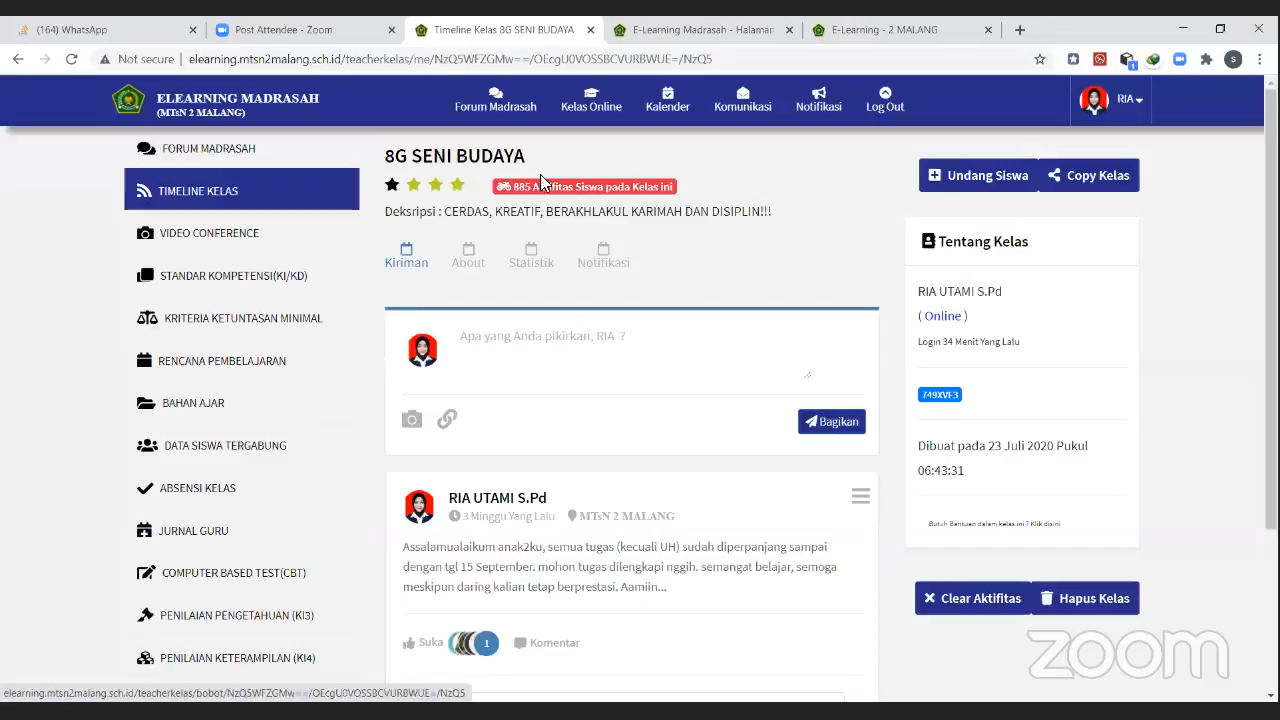 (164) WhatsApp
Post Attendee - Zoom
Timeline Kelas 8G SENI BUDAYA
E-Learning Madrasah - Halaman
E-Learning - 2 MALANG
Not secure
elearning.mtsn2malang.sch.id/teacherkelas/me/NzQ5WFZGMw==/OEcgU0VOSSBCVURBWUE=/NzQ5
ELEARNING MADRASAH
(MTsN 2 MALANG)
Forum Madrasah
Kelas Online
Kalender
Komunikasi
Notifikasi
Log Out
RIA
FORUM MADRASAH
TIMELINE KELAS
VIDEO CONFERENCE
STANDAR KOMPETENSI(KI/KD)
KRITERIA KETUNTASAN MINIMAL
RENCANA PEMBELAJARAN
BAHAN AJAR
DATA SISWA TERGABUNG
ABSENSI KELAS
JURNAL GURU
COMPUTER BASED TEST(CBT)
PENILAIAN PENGETAHUAN (KI3)
PENILAIAN KETERAMPILAN (KI4)
8G SENI BUDAYA
885 Aktifitas Siswa pada Kelas ini
Deksripsi : CERDAS, KREATIF, BERAKHLAKUL KARIMAH DAN DISIPLIN!!!
Kiriman
About
Statistik
Notifikasi
Apa yang Anda pikirkan, RIA ?
Bagikan
RIA UTAMI S.Pd
3 Minggu Yang Lalu
MTsN 2 MALANG
Assalamualaikum anak2ku, semua tugas (kecuali UH) sudah diperpanjang sampai
dengan tgl 15 September. mohon tugas dilengkapi nggih. semangat belajar, semoga
meskipun daring kalian tetap berprestasi. Aamiin...
Suka
1
Komentar
Undang Siswa
Copy Kelas
Tentang Kelas
RIA UTAMI S.Pd
( Online )
Login 34 Menit Yang Lalu
749XVF3
Dibuat pada 23 Juli 2020 Pukul
06:43:31
Butuh Bantuan dalam kelas ini ? Klik disini
Clear Aktifitas
Hapus Kelas
zoom
elearning.mtsn2malang.sch.id/teacherkelas/bobot/NzQ5WFZGMw==/OEcgU0VOSSBCVURBWUE=/NzQ5